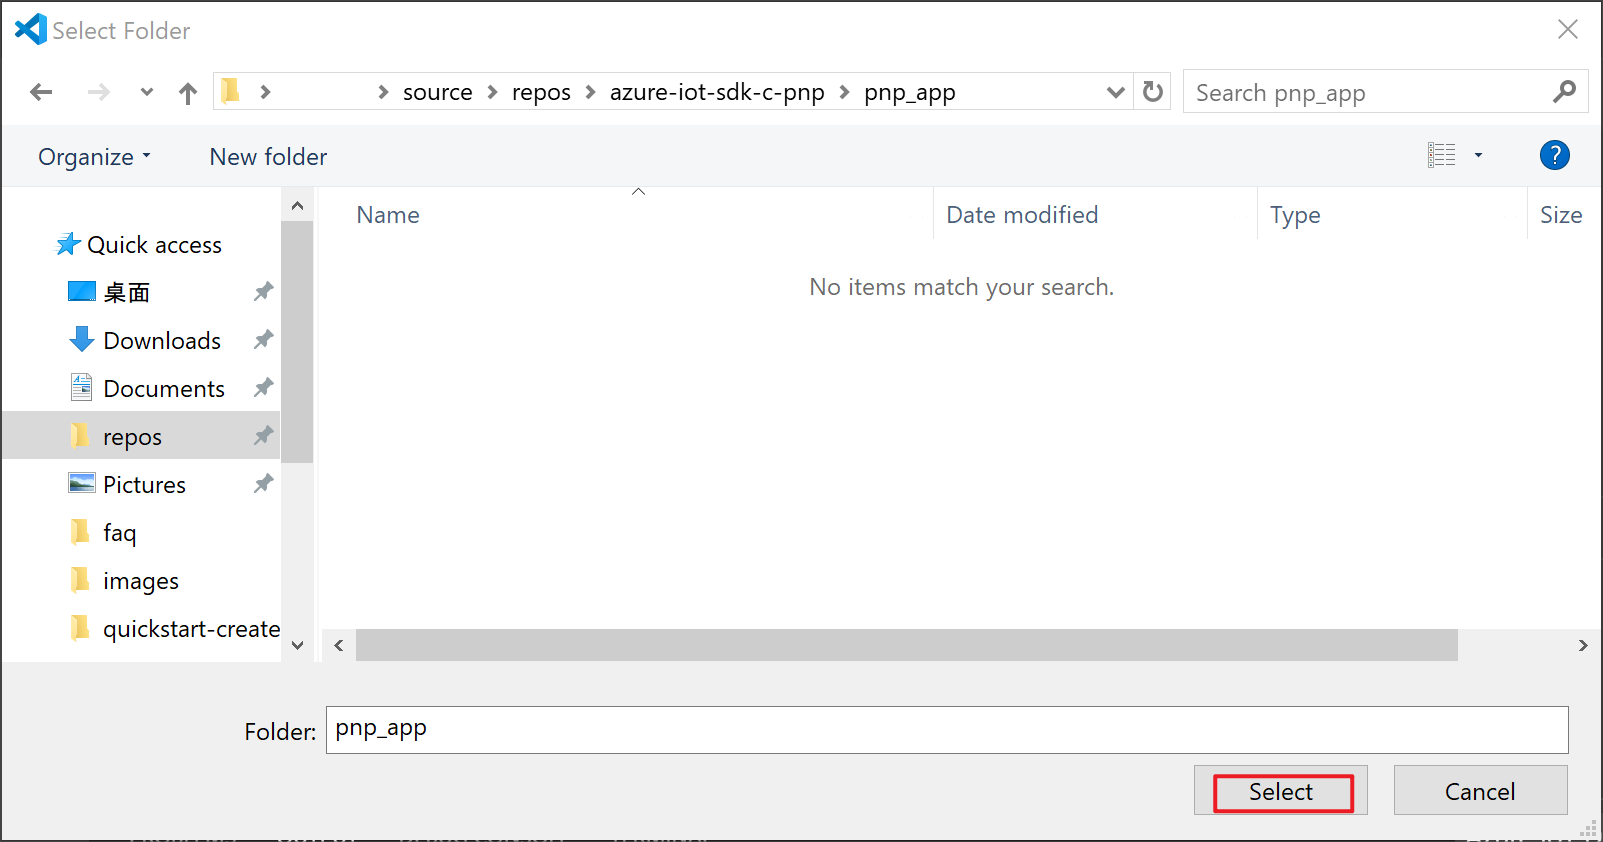 Select Folder
source repos azure-iot-sdk-c-pnp pnp_app
Search pnp_app
Organize New folder
?
Name Date modified Type Size
Quick access
No items match your search.
桌面
Downloads
Documents
repos
Pictures
faq
images
quickstart-create
Folder: pnp_app
Select Cancel